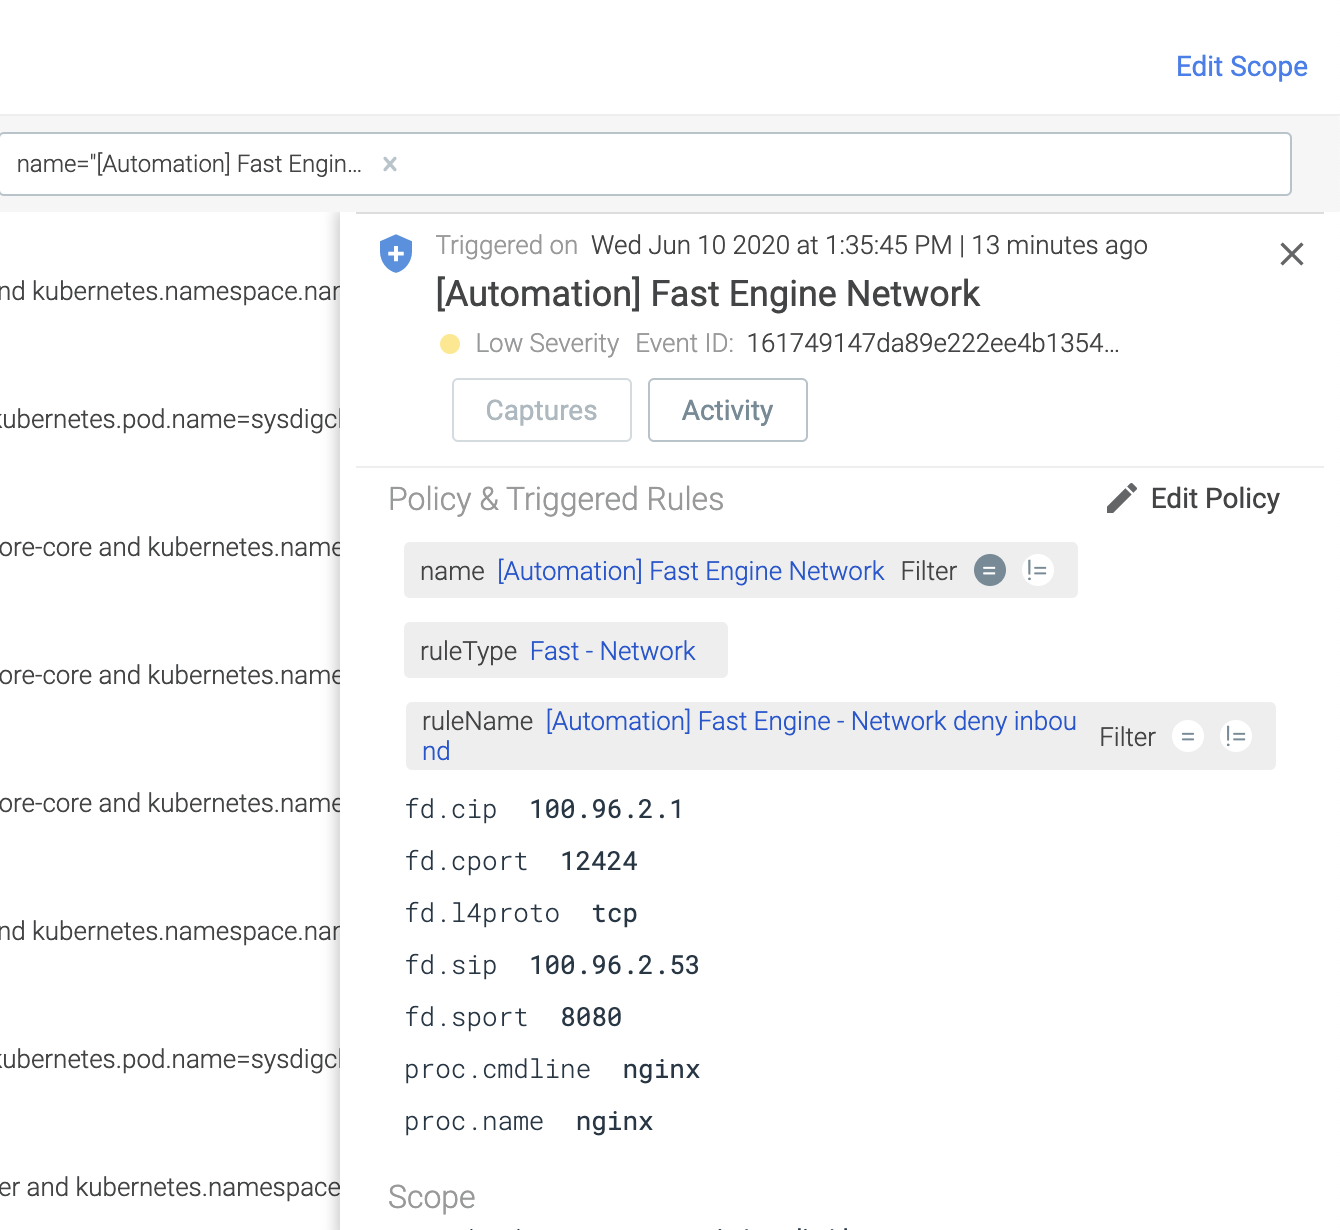 Edit Scope
name="[Automation] Fast Engin... ×
Triggered on Wed Jun 10 2020 at 1:35:45 PM | 13 minutes ago
[Automation] Fast Engine Network
Low Severity Event ID: 161749147da89e222ee4b1354...
Captures Activity
Policy & Triggered Rules Edit Policy
name [Automation] Fast Engine Network Filter = !=
ruleType Fast - Network
ruleName [Automation] Fast Engine - Network deny inbou
nd
Filter = !=
fd.cip 100.96.2.1
fd.cport 12424
fd.l4proto tcp
fd.sip 100.96.2.53
fd.sport 8080
proc.cmdline nginx
proc.name nginx
Scope
nd kubernetes.namespace.nar
kubernetes.pod.name=sysdigcl
ore-core and kubernetes.name
ore-core and kubernetes.name
ore-core and kubernetes.name
nd kubernetes.namespace.nar
kubernetes.pod.name=sysdigcl
er and kubernetes.namespace